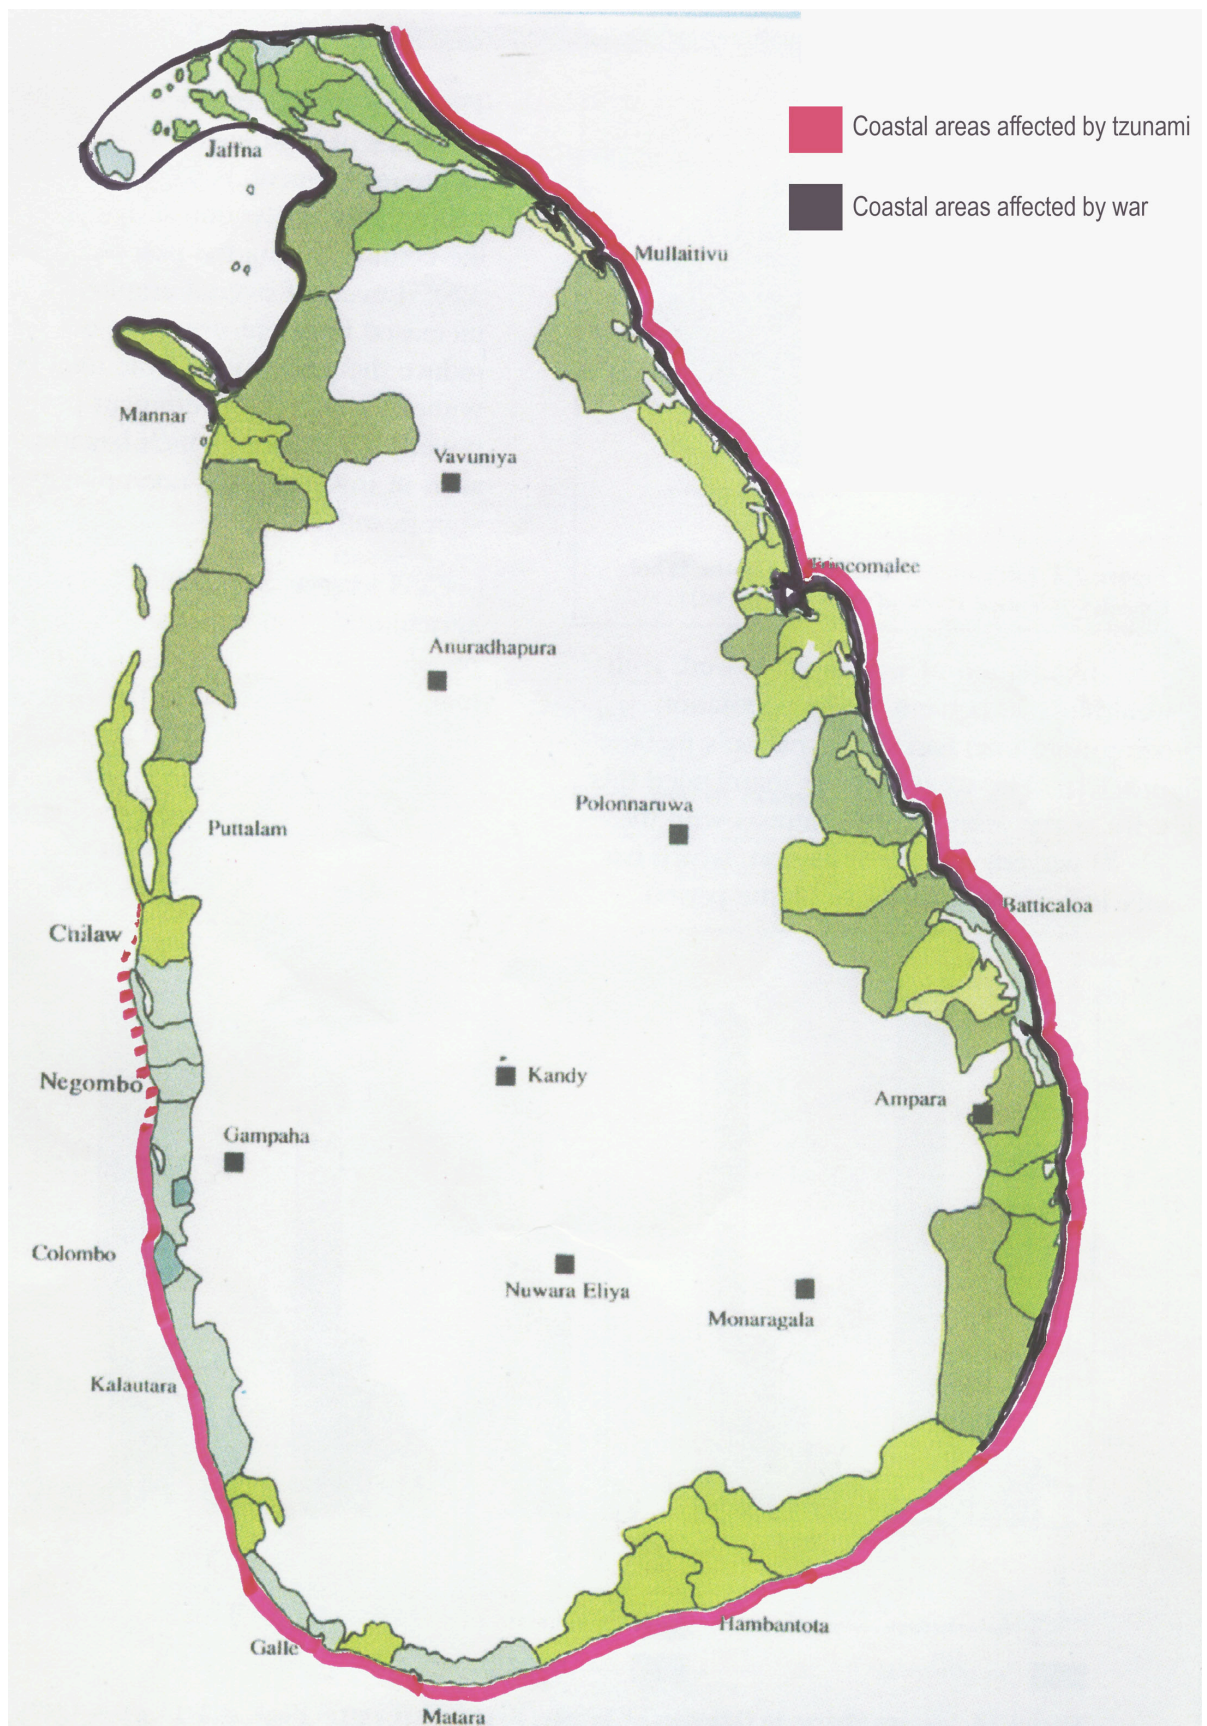 Coastal areas affected by tzunami
Coastal areas affected by war
Jaffna
Mullaitivu
Mannar
Vavuniya
Trincomalee
Anuradhapura
Polonnaruwa
Puttalam
Batticaloa
Chilaw
Kandy
Negombo
Ampara
Gampaha
Colombo
Nuwara Eliya
Monaragala
Kalautara
Hambantota
Galle
Matara